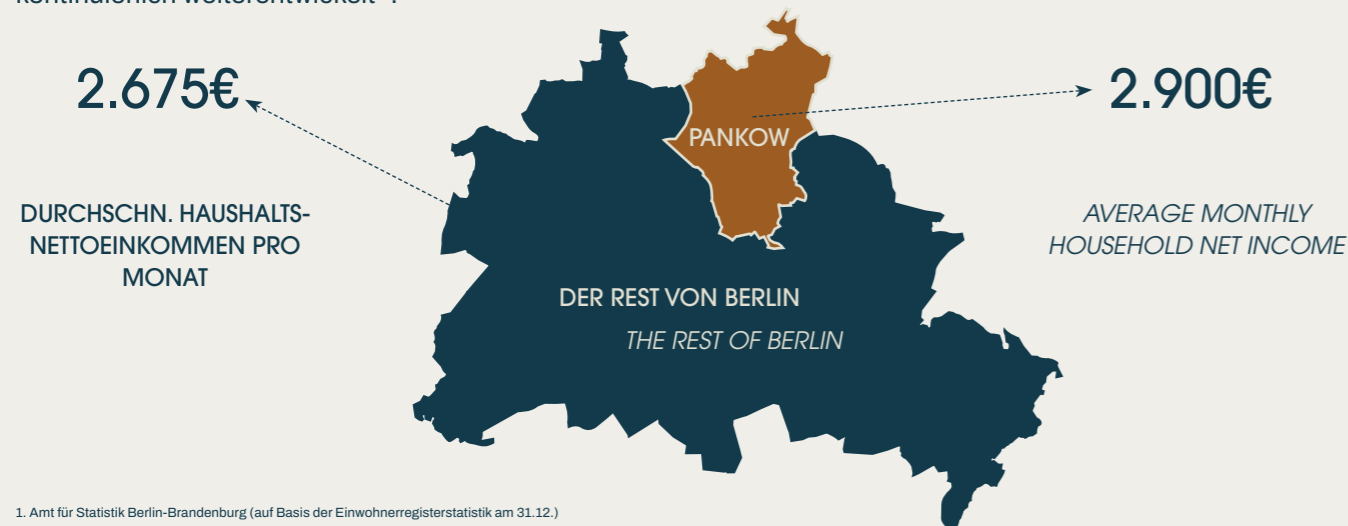 2.675€
2.900€
PANKOW
DURCHSCHN. HAUSHALTS-
NETTOEINKOMMEN PRO
MONAT
AVERAGE MONTHLY
HOUSEHOLD NET INCOME
DER REST VON BERLIN
THE REST OF BERLIN
1. Amt für Statistik Berlin-Brandenburg (auf Basis der Einwohnerregisterstatistik am 31.12.)